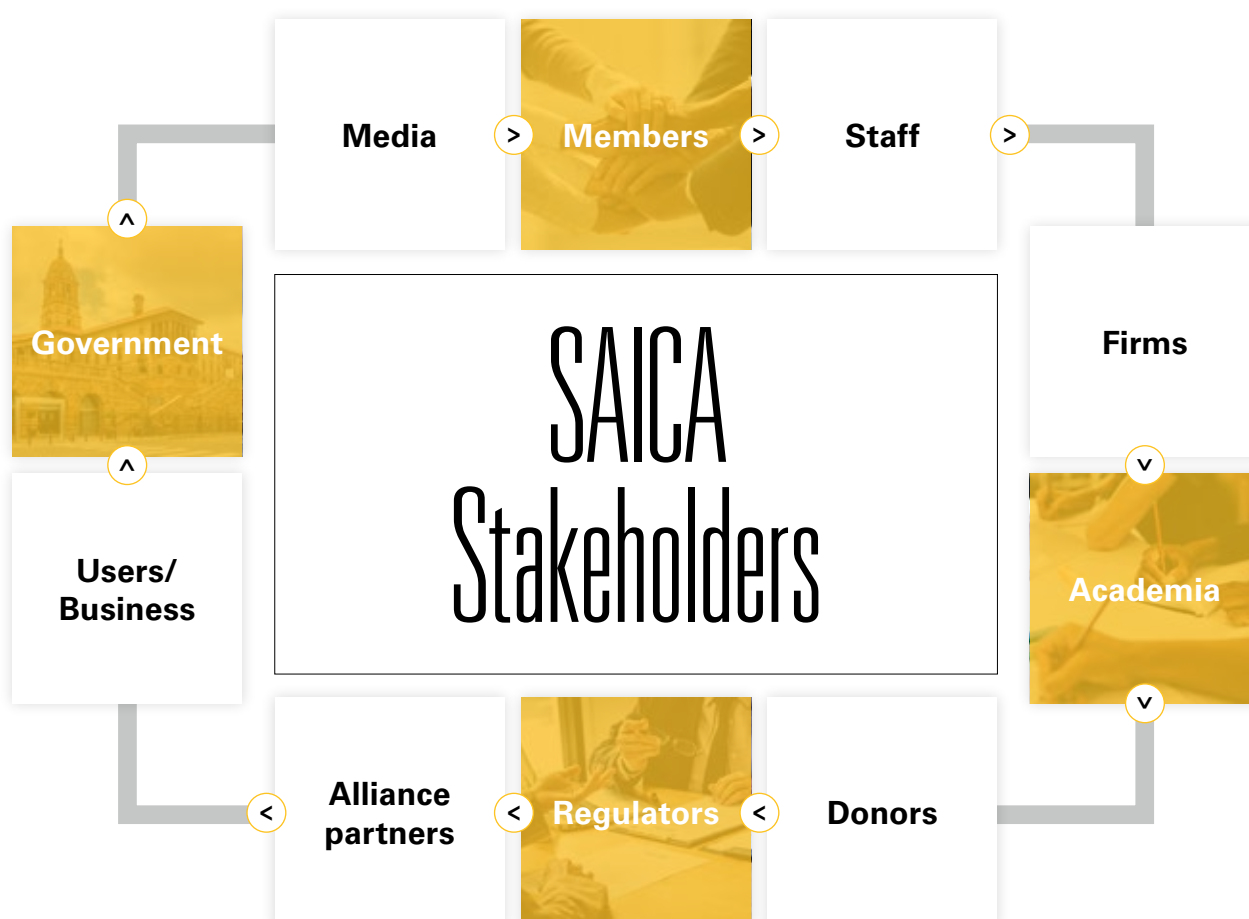 Media
Members
Staff
Government
Firms
SAICA
Stakeholders
Users/
Business
Academia
Alliance
partners
Regulators
Donors